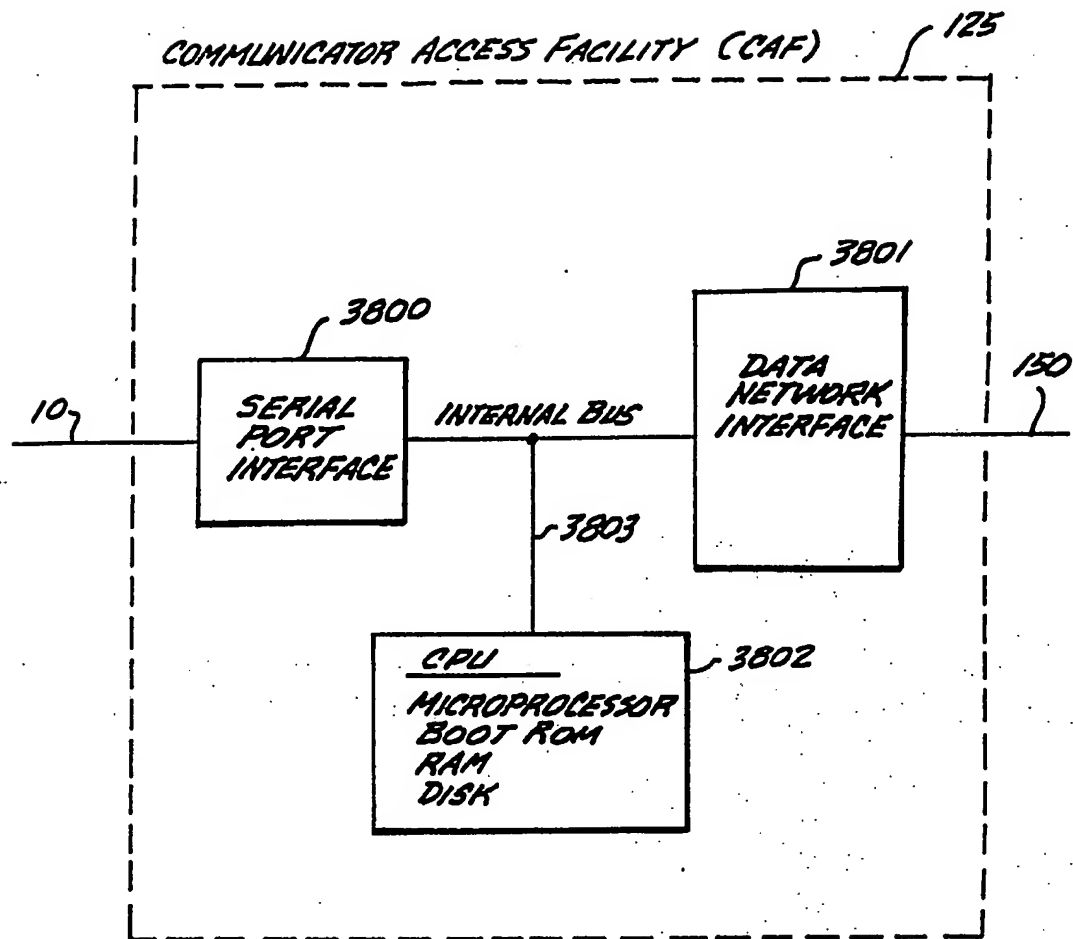 COMMUNICATOR ACCESS FACILITY (CAF)
125
3801
3800
DATA
NETWORK
INTERFACE
150
10
SERIAL
PORT
INTERFACE
INTERNAL BUS
3803
CPU
3802
MICROPROCESSOR
BOOT ROM
RAM
DISK